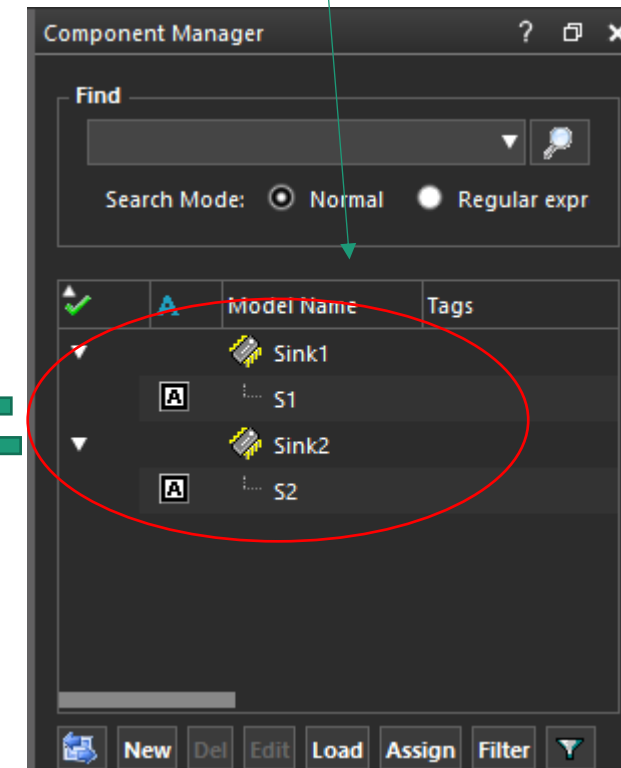 Component Manager ?
Find
Search Mode: Normal Regular expr
A Model Name Tags
Sink1
A S1
Sink2
A S2
New Del Edit Load Assign Filter